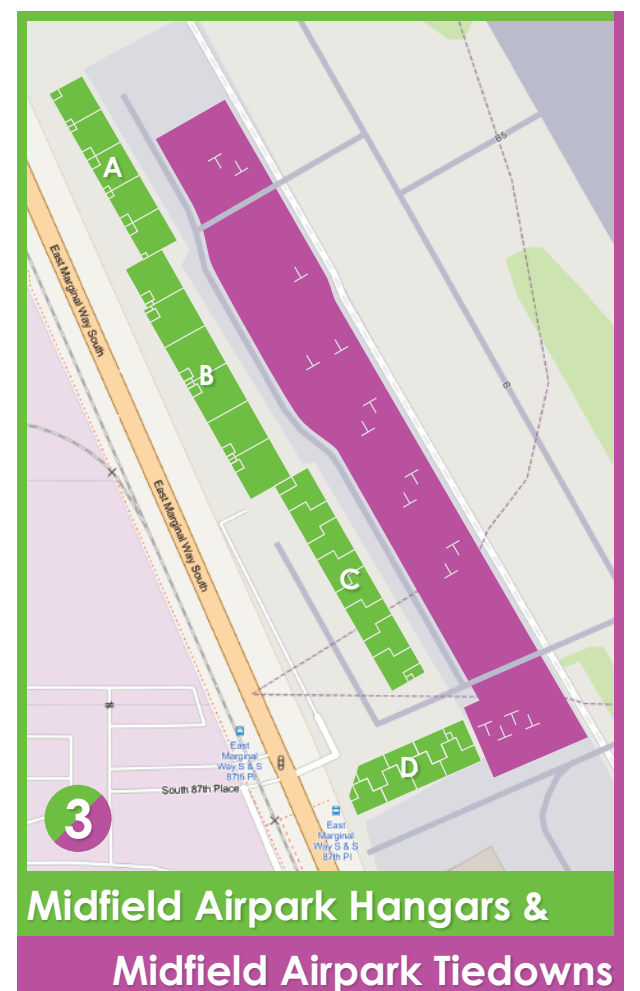 A
B5
East Marginal Way South
B
B
East Marginal Way South
C
East
Marginal
Way S & S
87th Pl
D
South 87th Place
3
East
Marginal
Way S & S
87th Pl
Midfield Airpark Hangars &
Midfield Airpark Tiedowns